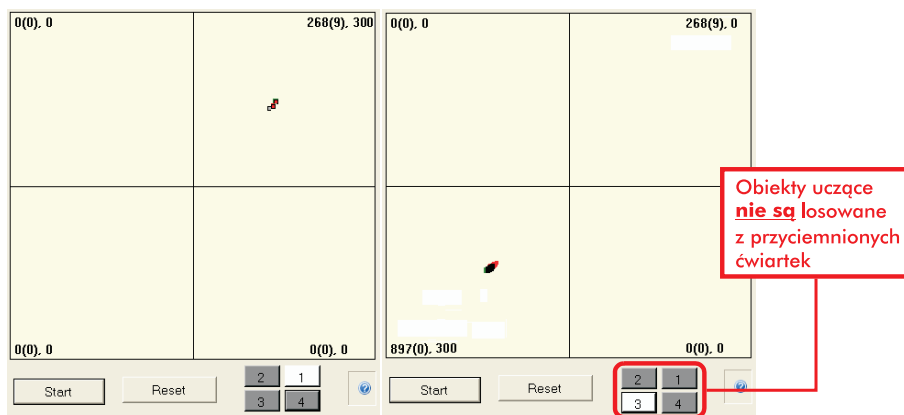 0(0), 0
268(9), 300
0(0), 0
0(0), 0
Start
Reset
2
1
3
4
0(0), 0
268(9), 0
897(0), 300
0(0), 0
Start
Reset
2
1
3
4
Obiekty uczące
nie są losowane
z przyciemnionych
ćwiartek